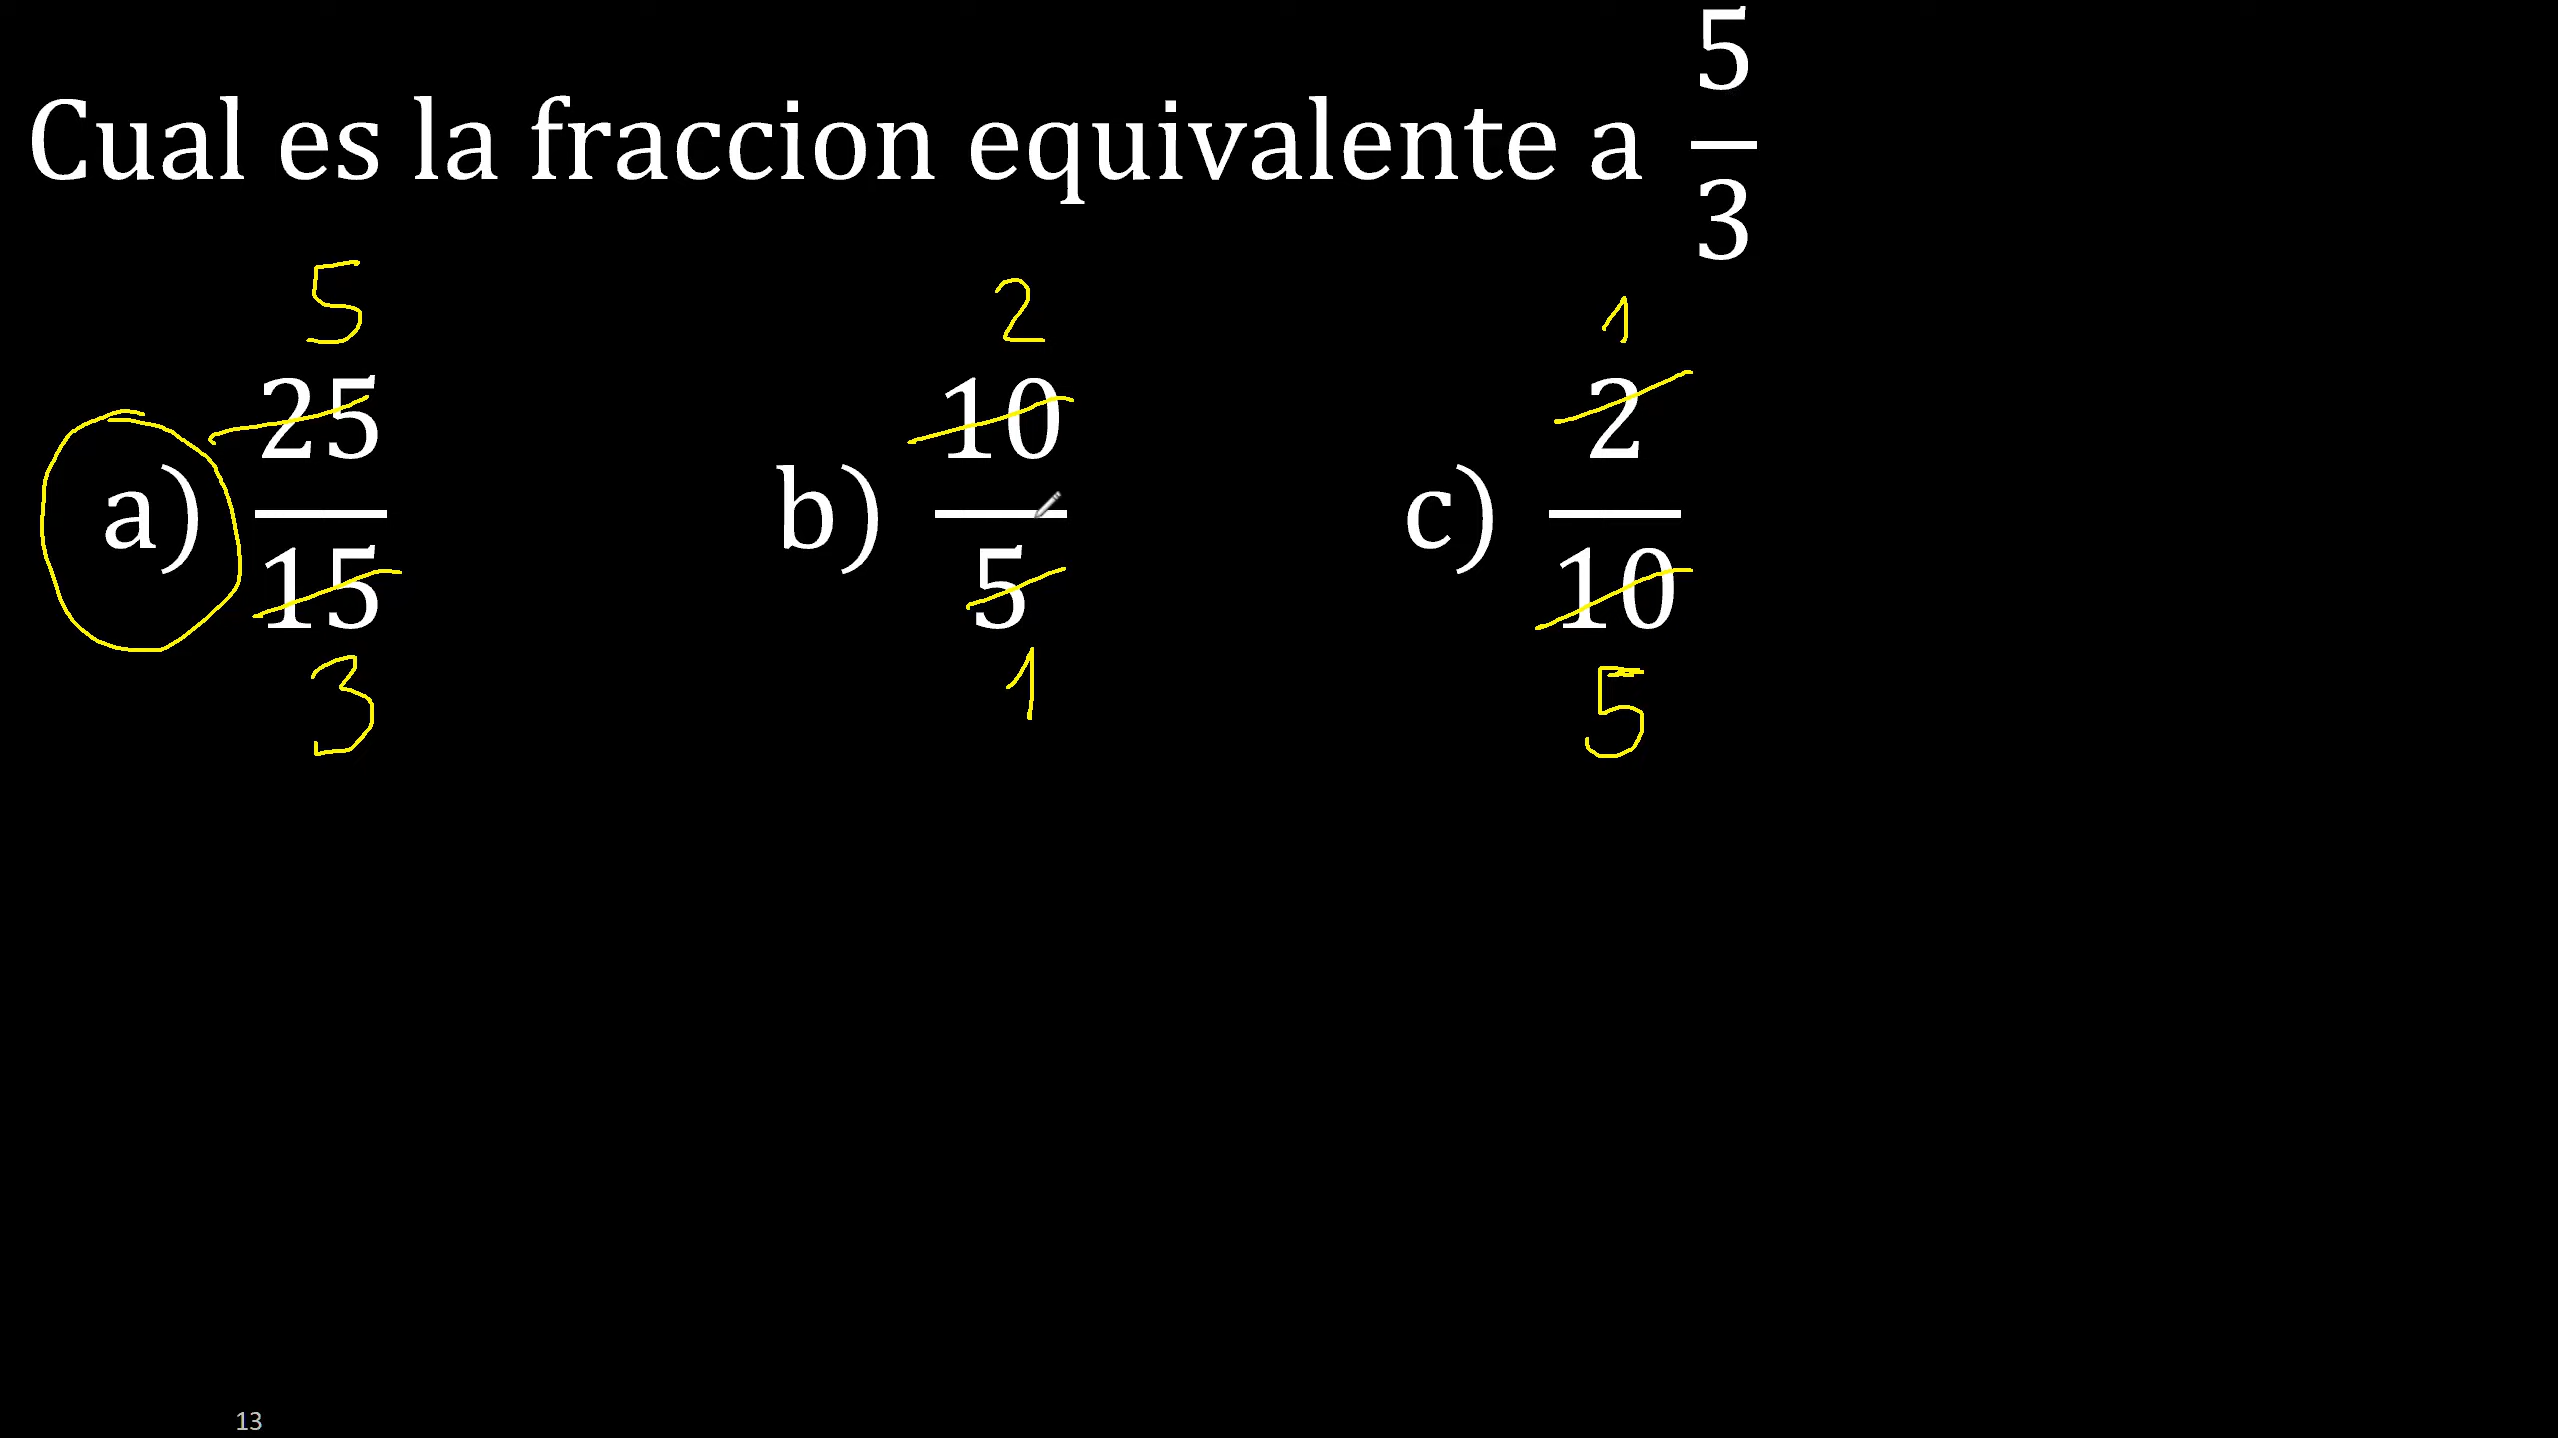 Cual es la fraccion equivalente a 5/3
5 2 1
a) 25/15 b) 10/5 c) 2/10
3 1 5
13